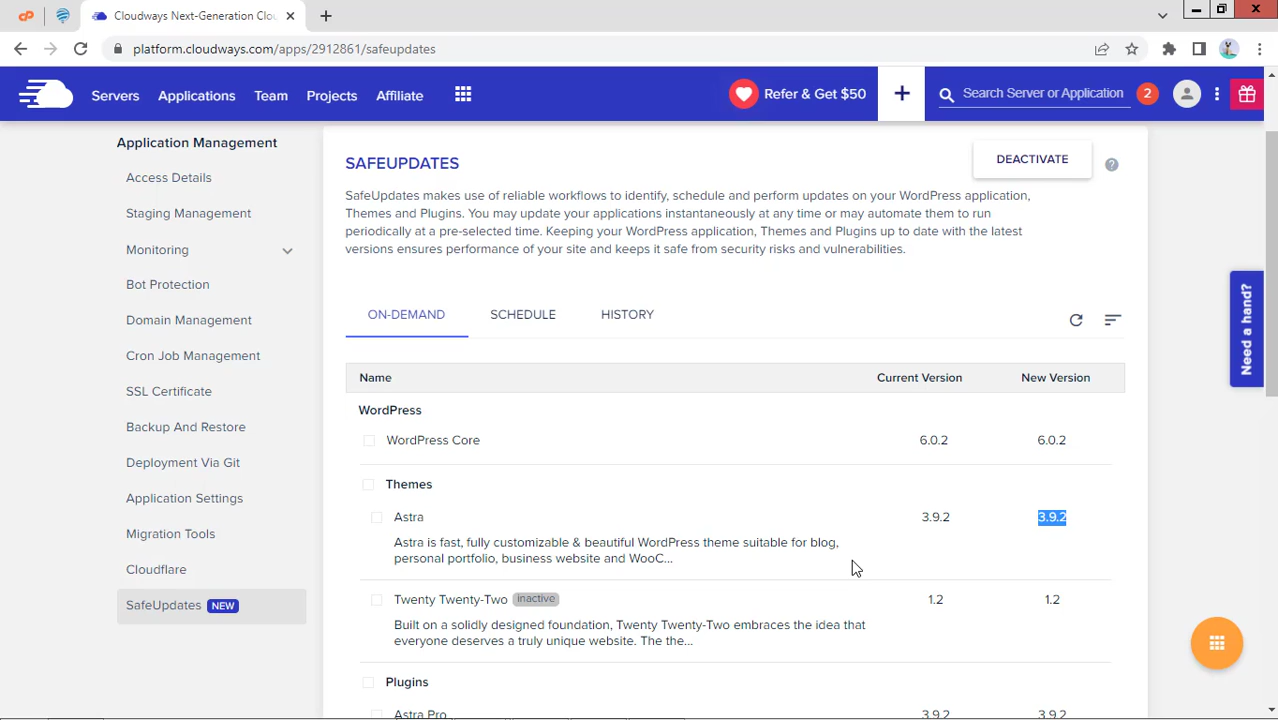 Cloudways Next-Generation Clou
platform.cloudways.com/apps/2912861/safeupdates
Servers
Applications
Team
Projects
Affiliate
Refer & Get $50
+
Search Server or Application
2
Application Management
Access Details
Staging Management
Monitoring
Bot Protection
Domain Management
Cron Job Management
SSL Certificate
Backup And Restore
Deployment Via Git
Application Settings
Migration Tools
Cloudflare
SafeUpdates NEW
SAFEUPDATES
DEACTIVATE
?
SafeUpdates makes use of reliable workflows to identify, schedule and perform updates on your WordPress application,
Themes and Plugins. You may update your applications instantaneously at any time or may automate them to run
periodically at a pre-selected time. Keeping your WordPress application, Themes and Plugins up to date with the latest
versions ensures performance of your site and keeps it safe from security risks and vulnerabilities.
ON-DEMAND
SCHEDULE
HISTORY
Name
Current Version
New Version
WordPress
WordPress Core
6.0.2
6.0.2
Themes
Astra
3.9.2
3.9.2
Astra is fast, fully customizable & beautiful WordPress theme suitable for blog,
personal portfolio, business website and WooC...
Twenty Twenty-Two inactive
1.2
1.2
Built on a solidly designed foundation, Twenty Twenty-Two embraces the idea that
everyone deserves a truly unique website. The the...
Plugins
Astra Pro
3.9.2
3.9.2
Need a hand?